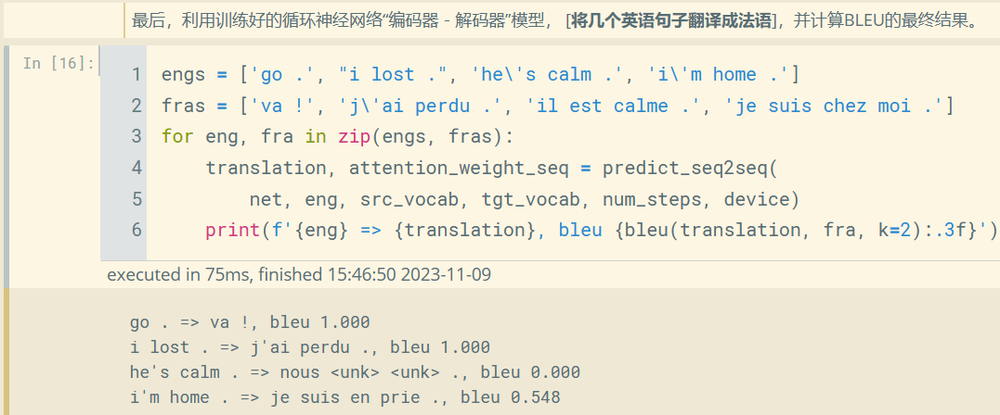 最后，利用训练好的循环神经网络“编码器－解码器”模型， [将几个英语句子翻译成法语]，并计算BLEU的最终结果。
In [16]:
1 engs = ['go .', "i lost .", 'he\'s calm .', 'i\'m home .']
2 fras = ['va !', 'j\'ai perdu .', 'il est calme .', 'je suis chez moi .']
3 for eng, fra in zip(engs, fras):
4     translation, attention_weight_seq = predict_seq2seq(
5         net, eng, src_vocab, tgt_vocab, num_steps, device)
6     print(f'{eng} => {translation}, bleu {bleu(translation, fra, k=2):.3f}')
executed in 75ms, finished 15:46:50 2023-11-09
go . => va !, bleu 1.000
i lost . => j'ai perdu ., bleu 1.000
he's calm . => nous <unk> <unk> ., bleu 0.000
i'm home . => je suis en prie ., bleu 0.548